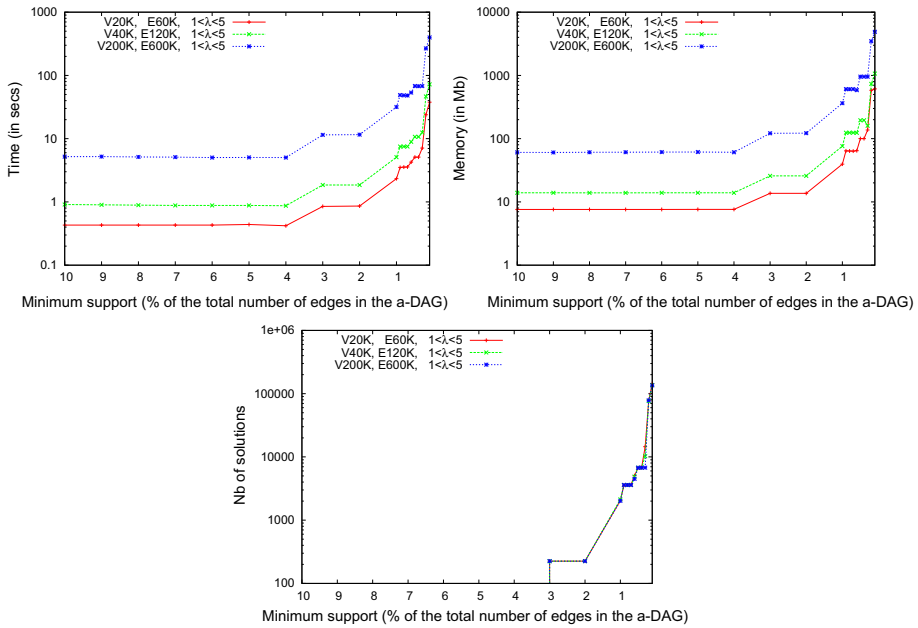 Time (in secs)
1000
100
10
1
0.1
V20K, E60K, 1<λ<5
V40K, E120K, 1<λ<5
V200K, E600K, 1<λ<5
10 9 8 7 6 5 4 3 2 1
Minimum support (% of the total number of edges in the a-DAG)
Memory (in Mb)
10000
1000
100
10
1
V20K, E60K, 1<λ<5
V40K, E120K, 1<λ<5
V200K, E600K, 1<λ<5
10 9 8 7 6 5 4 3 2 1
Minimum support (% of the total number of edges in the a-DAG)
Nb of solutions
1e+06
100000
10000
1000
100
V20K, E60K, 1<λ<5
V40K, E120K, 1<λ<5
V200K, E600K, 1<λ<5
10 9 8 7 6 5 4 3 2 1
Minimum support (% of the total number of edges in the a-DAG)